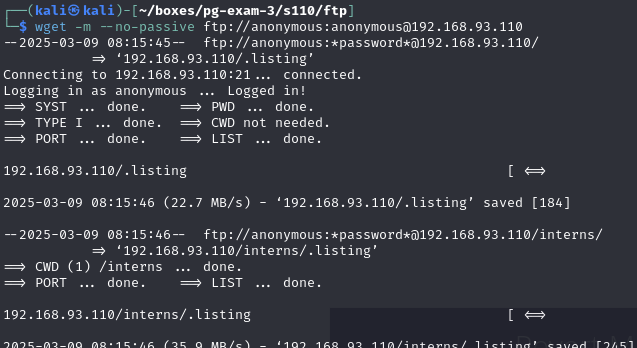 ┌──(kali㉿kali)-[~/boxes/pg-exam-3/s110/ftp]
└─$ wget -m --no-passive ftp://anonymous:anonymous@192.168.93.110
--2025-03-09 08:15:45--  ftp://anonymous:*password*@192.168.93.110/
           => ‘192.168.93.110/.listing’
Connecting to 192.168.93.110:21... connected.
Logging in as anonymous ... Logged in!
==> SYST ... done.    ==> PWD ... done.
==> TYPE I ... done.  ==> CWD not needed.
==> PORT ... done.    ==> LIST ... done.
192.168.93.110/.listing                                        [ <=>
2025-03-09 08:15:46 (22.7 MB/s) - ‘192.168.93.110/.listing’ saved [184]
--2025-03-09 08:15:46--  ftp://anonymous:*password*@192.168.93.110/interns/
           => ‘192.168.93.110/interns/.listing’
==> CWD (1) /interns ... done.
==> PORT ... done.    ==> LIST ... done.
192.168.93.110/interns/.listing                                [ <=>
2025-03-09 08:15:46 (35.9 MB/s) - ‘192.168.93.110/interns/.listing’ saved [245]